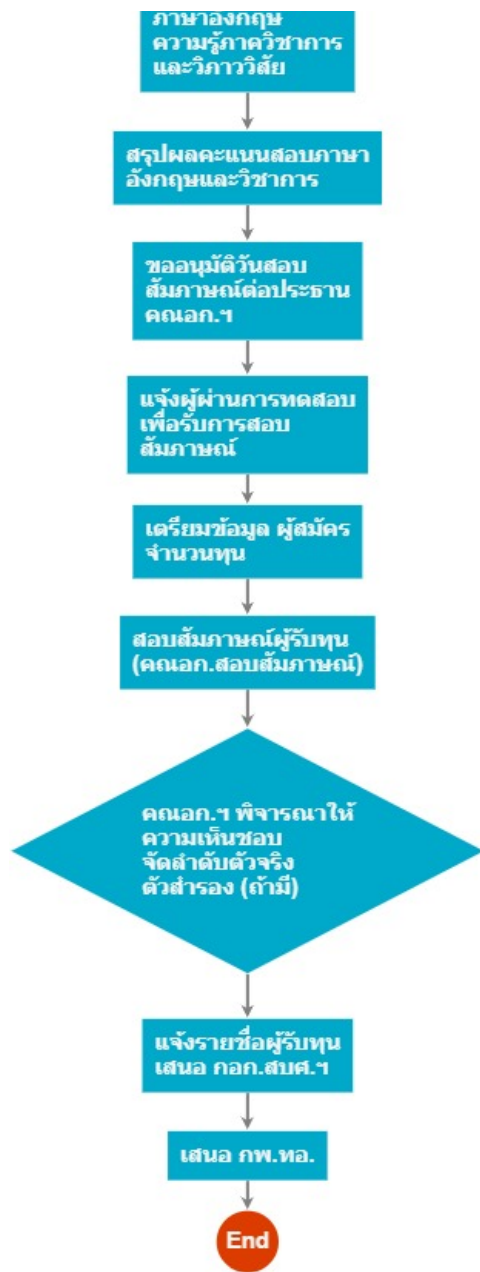 ภาษาอังกฤษ
ความรู้ภาควิชาการ
และวิภาววิสัย
สรุปผลคะแนนสอบภาษา
อังกฤษและวิชาการ
ขออนุมัติวันสอบ
สัมภาษณ์ต่อประธาน
คณอก.ฯ
แจ้งผู้ผ่านการทดสอบ
เพื่อรับการสอบ
สัมภาษณ์
เตรียมข้อมูล ผู้สมัคร
จำนวนทุน
สอบสัมภาษณ์ผู้รับทุน
(คณอก.สอบสัมภาษณ์)
คณอก.ฯ พิจารณาให้
ความเห็นชอบ
จัดลำดับตัวจริง
ตัวสำรอง (ถ้ามี)
แจ้งรายชื่อผู้รับทุน
เสนอ กอก.สบศ.ฯ
เสนอ กพ.ทอ.
End